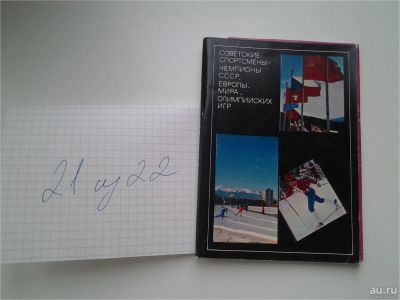 СОВЕТСКИЕ
СПОРТСМЕНЫ-
ЧЕМПИОНЫ
СССР,
ЕВРОПЫ,
МИРА,
ОЛИМПИЙСКИХ
ИГР
21 из 22
au.ru